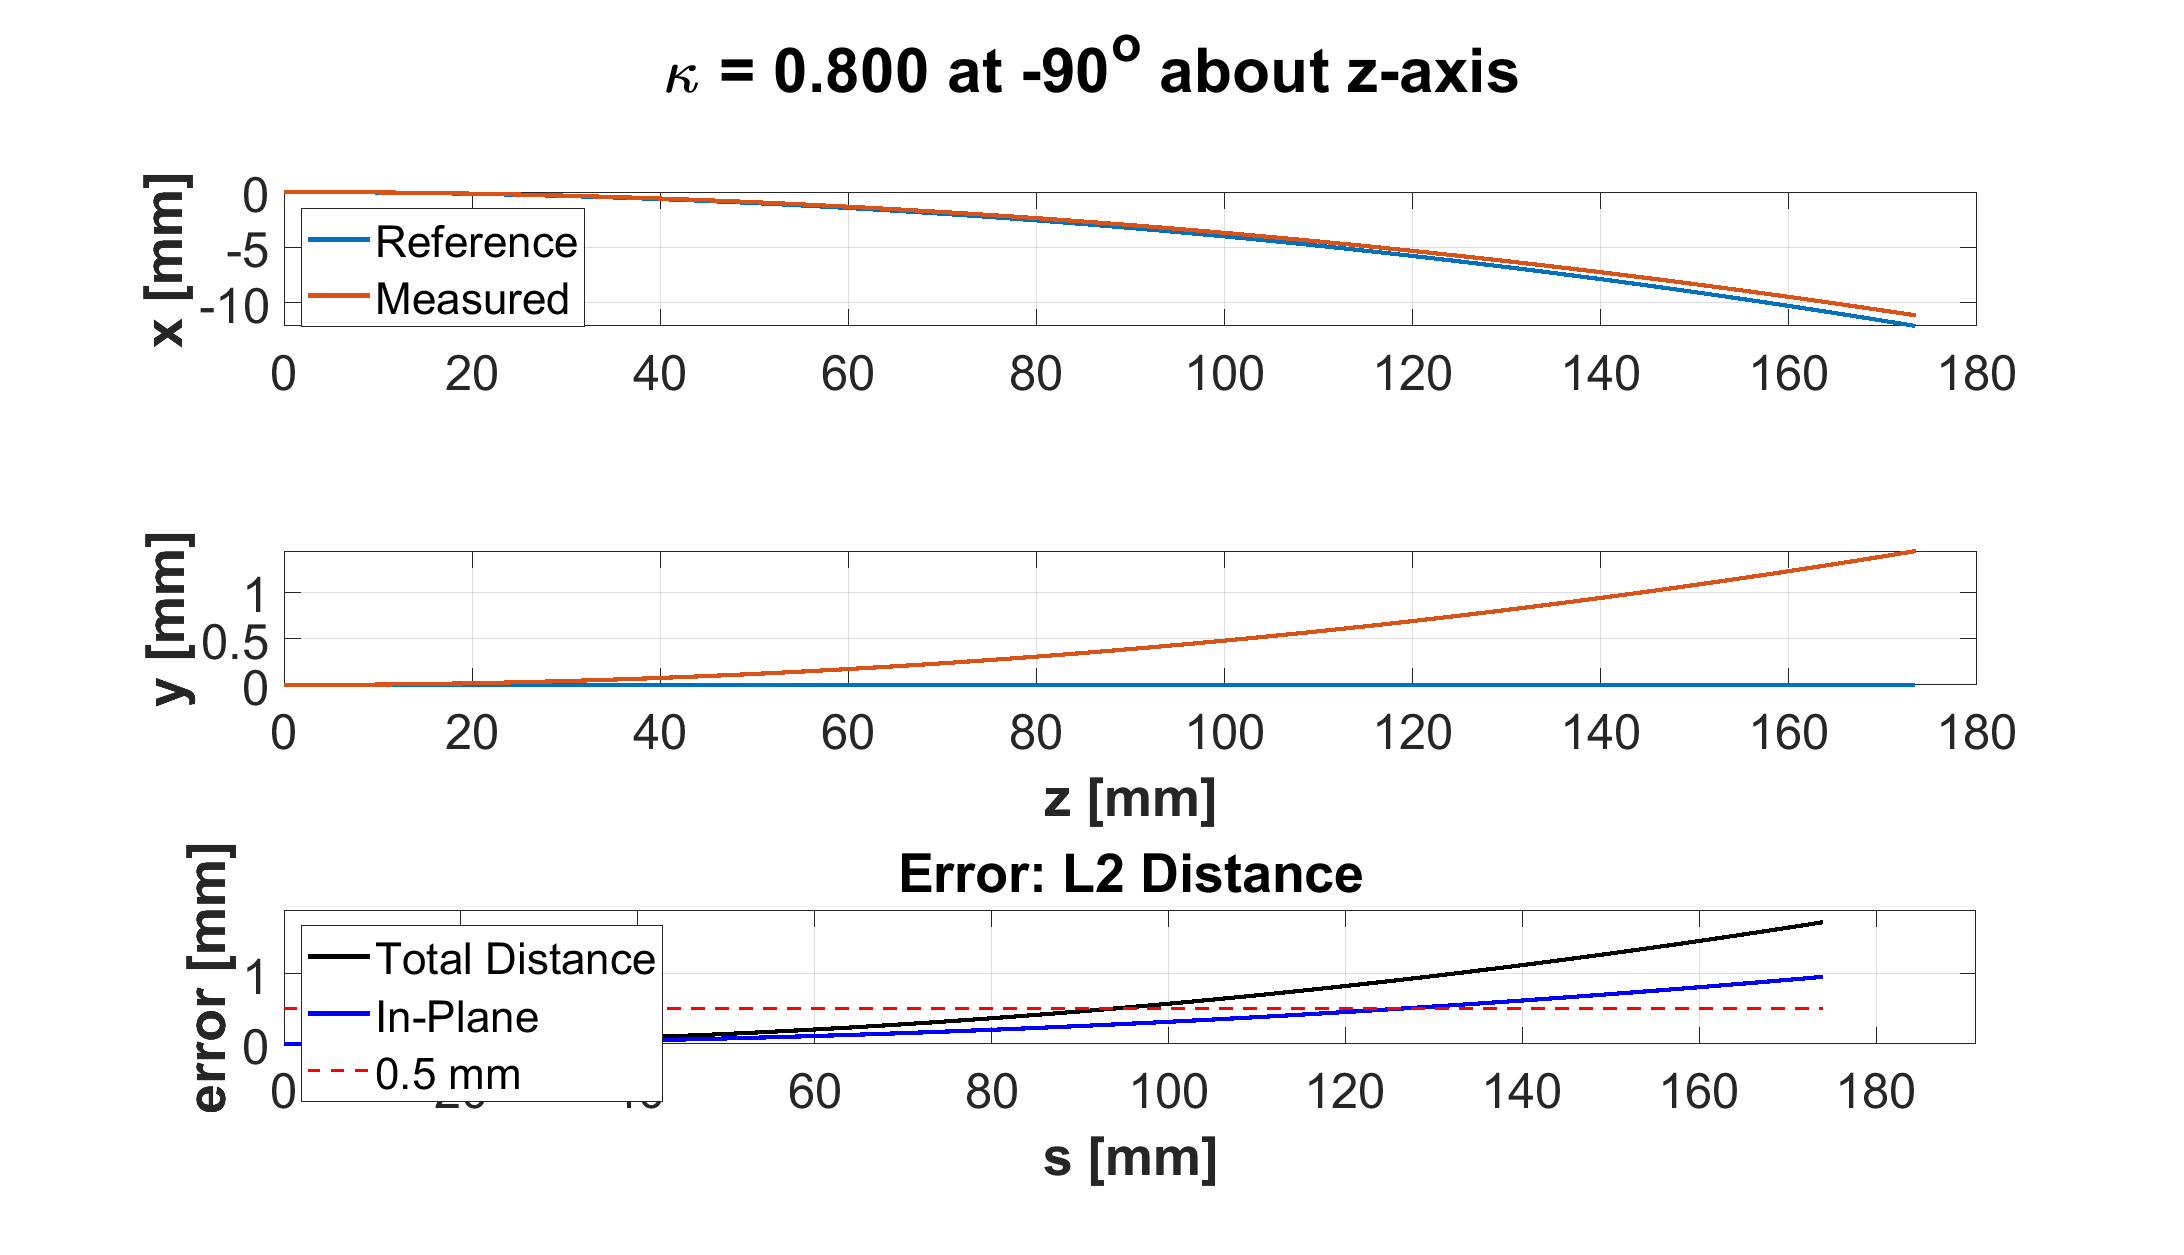 κ = 0.800 at -90° about z-axis
x [mm]
0
-5
-10
Reference
Measured
0 20 40 60 80 100 120 140 160 180
y [mm]
1
0.5
0
0 20 40 60 80 100 120 140 160 180
z [mm]
Error: L2 Distance
error [mm]
1
0
Total Distance
In-Plane
0.5 mm
0 20 40 60 80 100 120 140 160 180
s [mm]